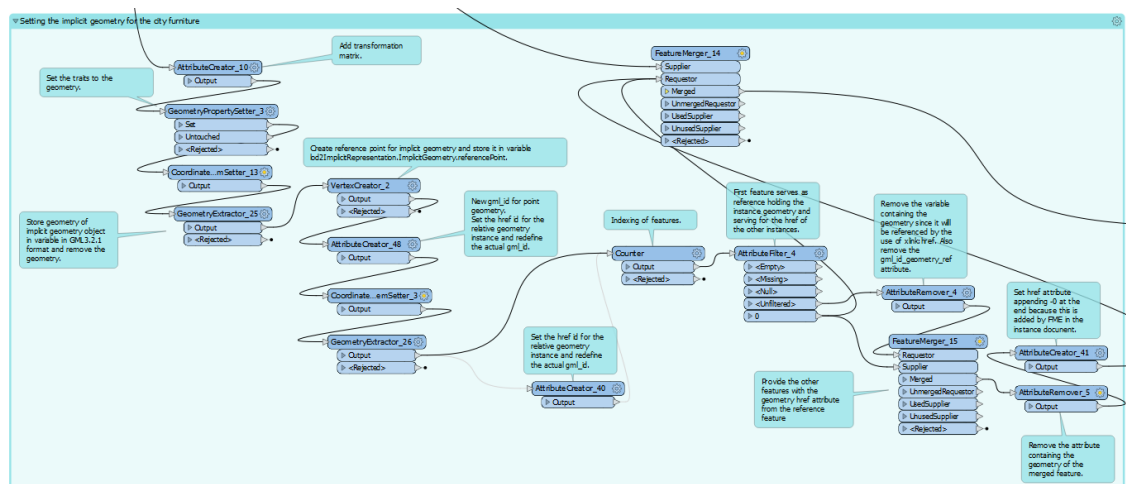 Setting the implicit geometry for the city furniture
Add transformation
matrix.
AttributeCreator_10
Output
Set the traits to the
geometry.
GeometryPropertySetter_3
Set
Untouched
<Rejected>
Coordinate...mSetter_13
Output
GeometryExtractor_25
Output
<Rejected>
Store geometry of
implicit geometry object
in variable in GML3.2.1
format and remove the
geometry.
Create reference point for implicit geometry and store it in variable
lod2ImplicitRepresentation.ImplicitGeometry.referencePoint.
VertexCreator_2
Output
<Rejected>
New gml_id for point
geometry.
Set the href id for the
relative geometry
instance and redefine
the actual gml_id.
AttributeCreator_48
Output
Coordinate...emSetter_3
Output
GeometryExtractor_26
Output
<Rejected>
Set the href id for the
relative geometry
instance and redefine
the actual gml_id.
AttributeCreator_40
Output
Indexing of features.
Counter
Output
<Rejected>
FeatureMerger_14
Supplier
Requestor
Merged
UnmergedRequestor
UsedSupplier
UnusedSupplier
<Rejected>
First feature serves as
reference holding the
instance geometry and
serving for the href of
the other instances.
AttributeFilter_4
<Empty>
<Missing>
<Null>
<Unfiltered>
0
Remove the variable
containing the
geometry since it will
be referenced by the
use of xlink:href. Also
remove the
gml_id_geometry_ref
attribute.
AttributeRemover_4
Output
FeatureMerger_15
Requestor
Supplier
Merged
UnmergedRequestor
UsedSupplier
UnusedSupplier
<Rejected>
Provide the other
features with the
geometry href attribute
from the reference
feature
Set href attribute
appending -0 at the
end because this is
added by FME in the
instance document.
AttributeCreator_41
Output
AttributeRemover_5
Output
Remove the attribute
containing the
geometry of the
merged feature.